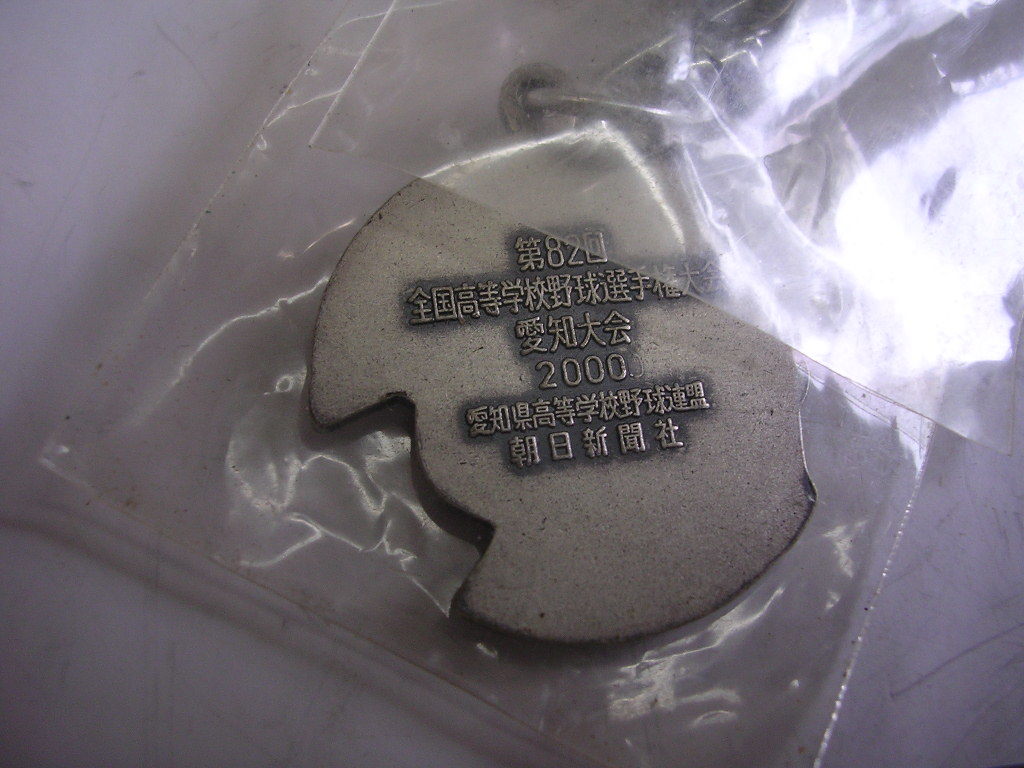 第82回
全国高等学校野球選手権大会
愛知大会
2000
愛知県高等学校野球連盟
朝日新聞社